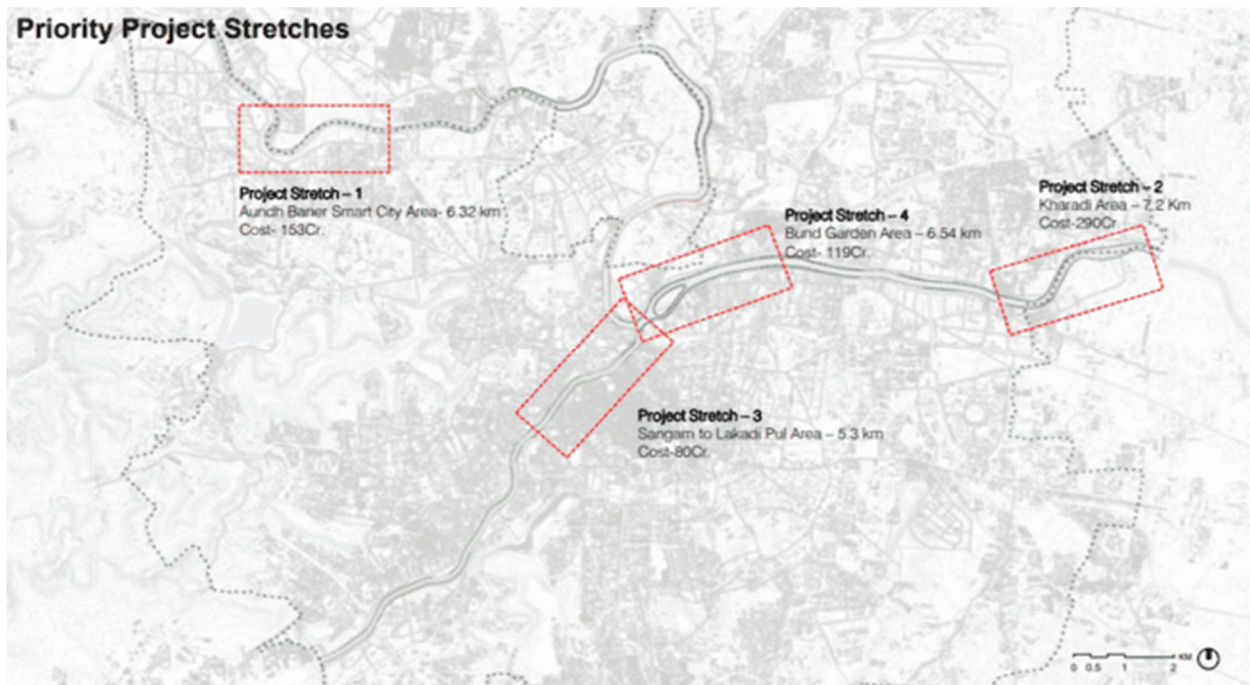 Priority Project Stretches
Project Stretch – 1
Aundh Baner Smart City Area- 6.32 km
Cost- 153Cr.
Project Stretch – 2
Kharadi Area – 7.2 Km
Cost-290Cr.
Project Stretch – 4
Bund Garden Area – 6.54 km
Cost- 119Cr.
Project Stretch – 3
Sangam to Lakadi Pul Area – 5.3 km
Cost-80Cr.
KM
0 0.5 1 2